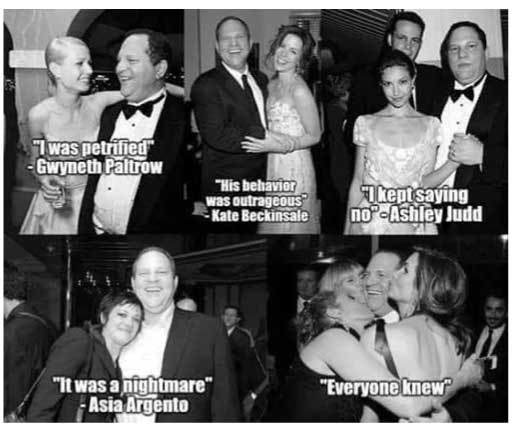 "I was petrified"
- Gwyneth Paltrow
"His behavior
was outrageous"
- Kate Beckinsale
"I kept saying
no" - Ashley Judd
"It was a nightmare"
- Asia Argento
"Everyone knew"